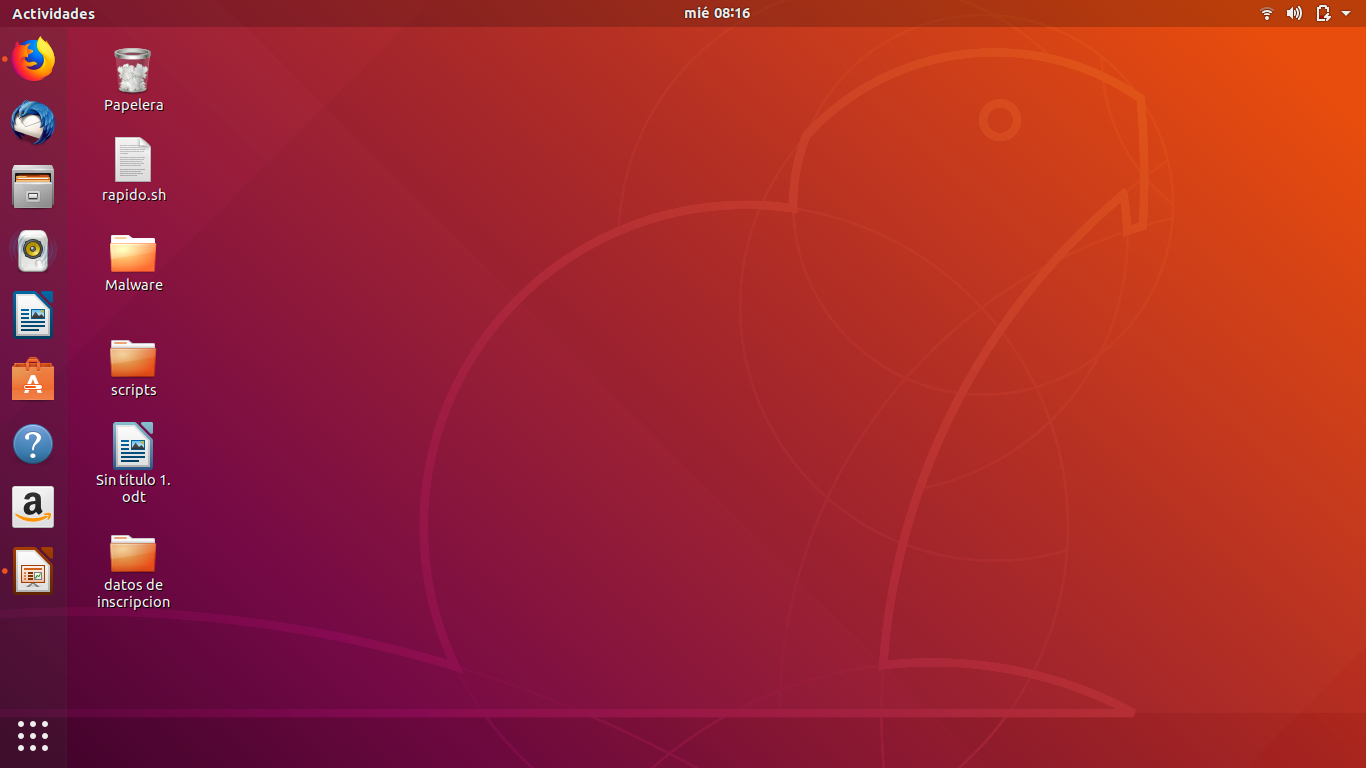 Actividades
mié 08:16
Papelera
rapido.sh
Malware
scripts
Sin título 1.
odt
datos de
inscripcion